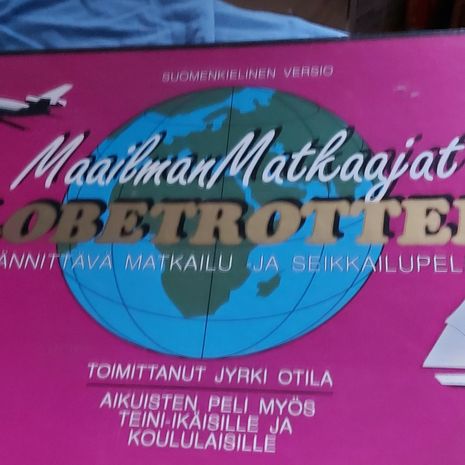 SUOMENKIELINEN VERSIO
MaailmanMatkaajat
LOBETROTTE
ÄNNITTÄVÄ MATKAILU JA SEIKKAILUPEL
TOIMITTANUT JYRKI OTILA
AIKUISTEN PELI MYÖS
TEINI-IKÄISILLE JA
KOULULAISILLE